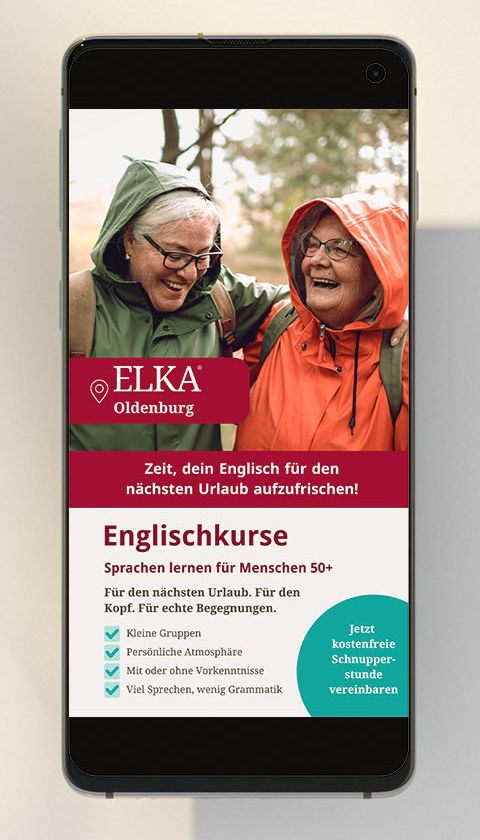 ELKA®
Oldenburg
Zeit, dein Englisch für den
nächsten Urlaub aufzufrischen!
Englischkurse
Sprachen lernen für Menschen 50+
Für den nächsten Urlaub. Für den
Kopf. Für echte Begegnungen.
Kleine Gruppen
Persönliche Atmosphäre
Mit oder ohne Vorkenntnisse
Viel Sprechen, wenig Grammatik
Jetzt
kostenfreie
Schnupper-
stunde
vereinbaren